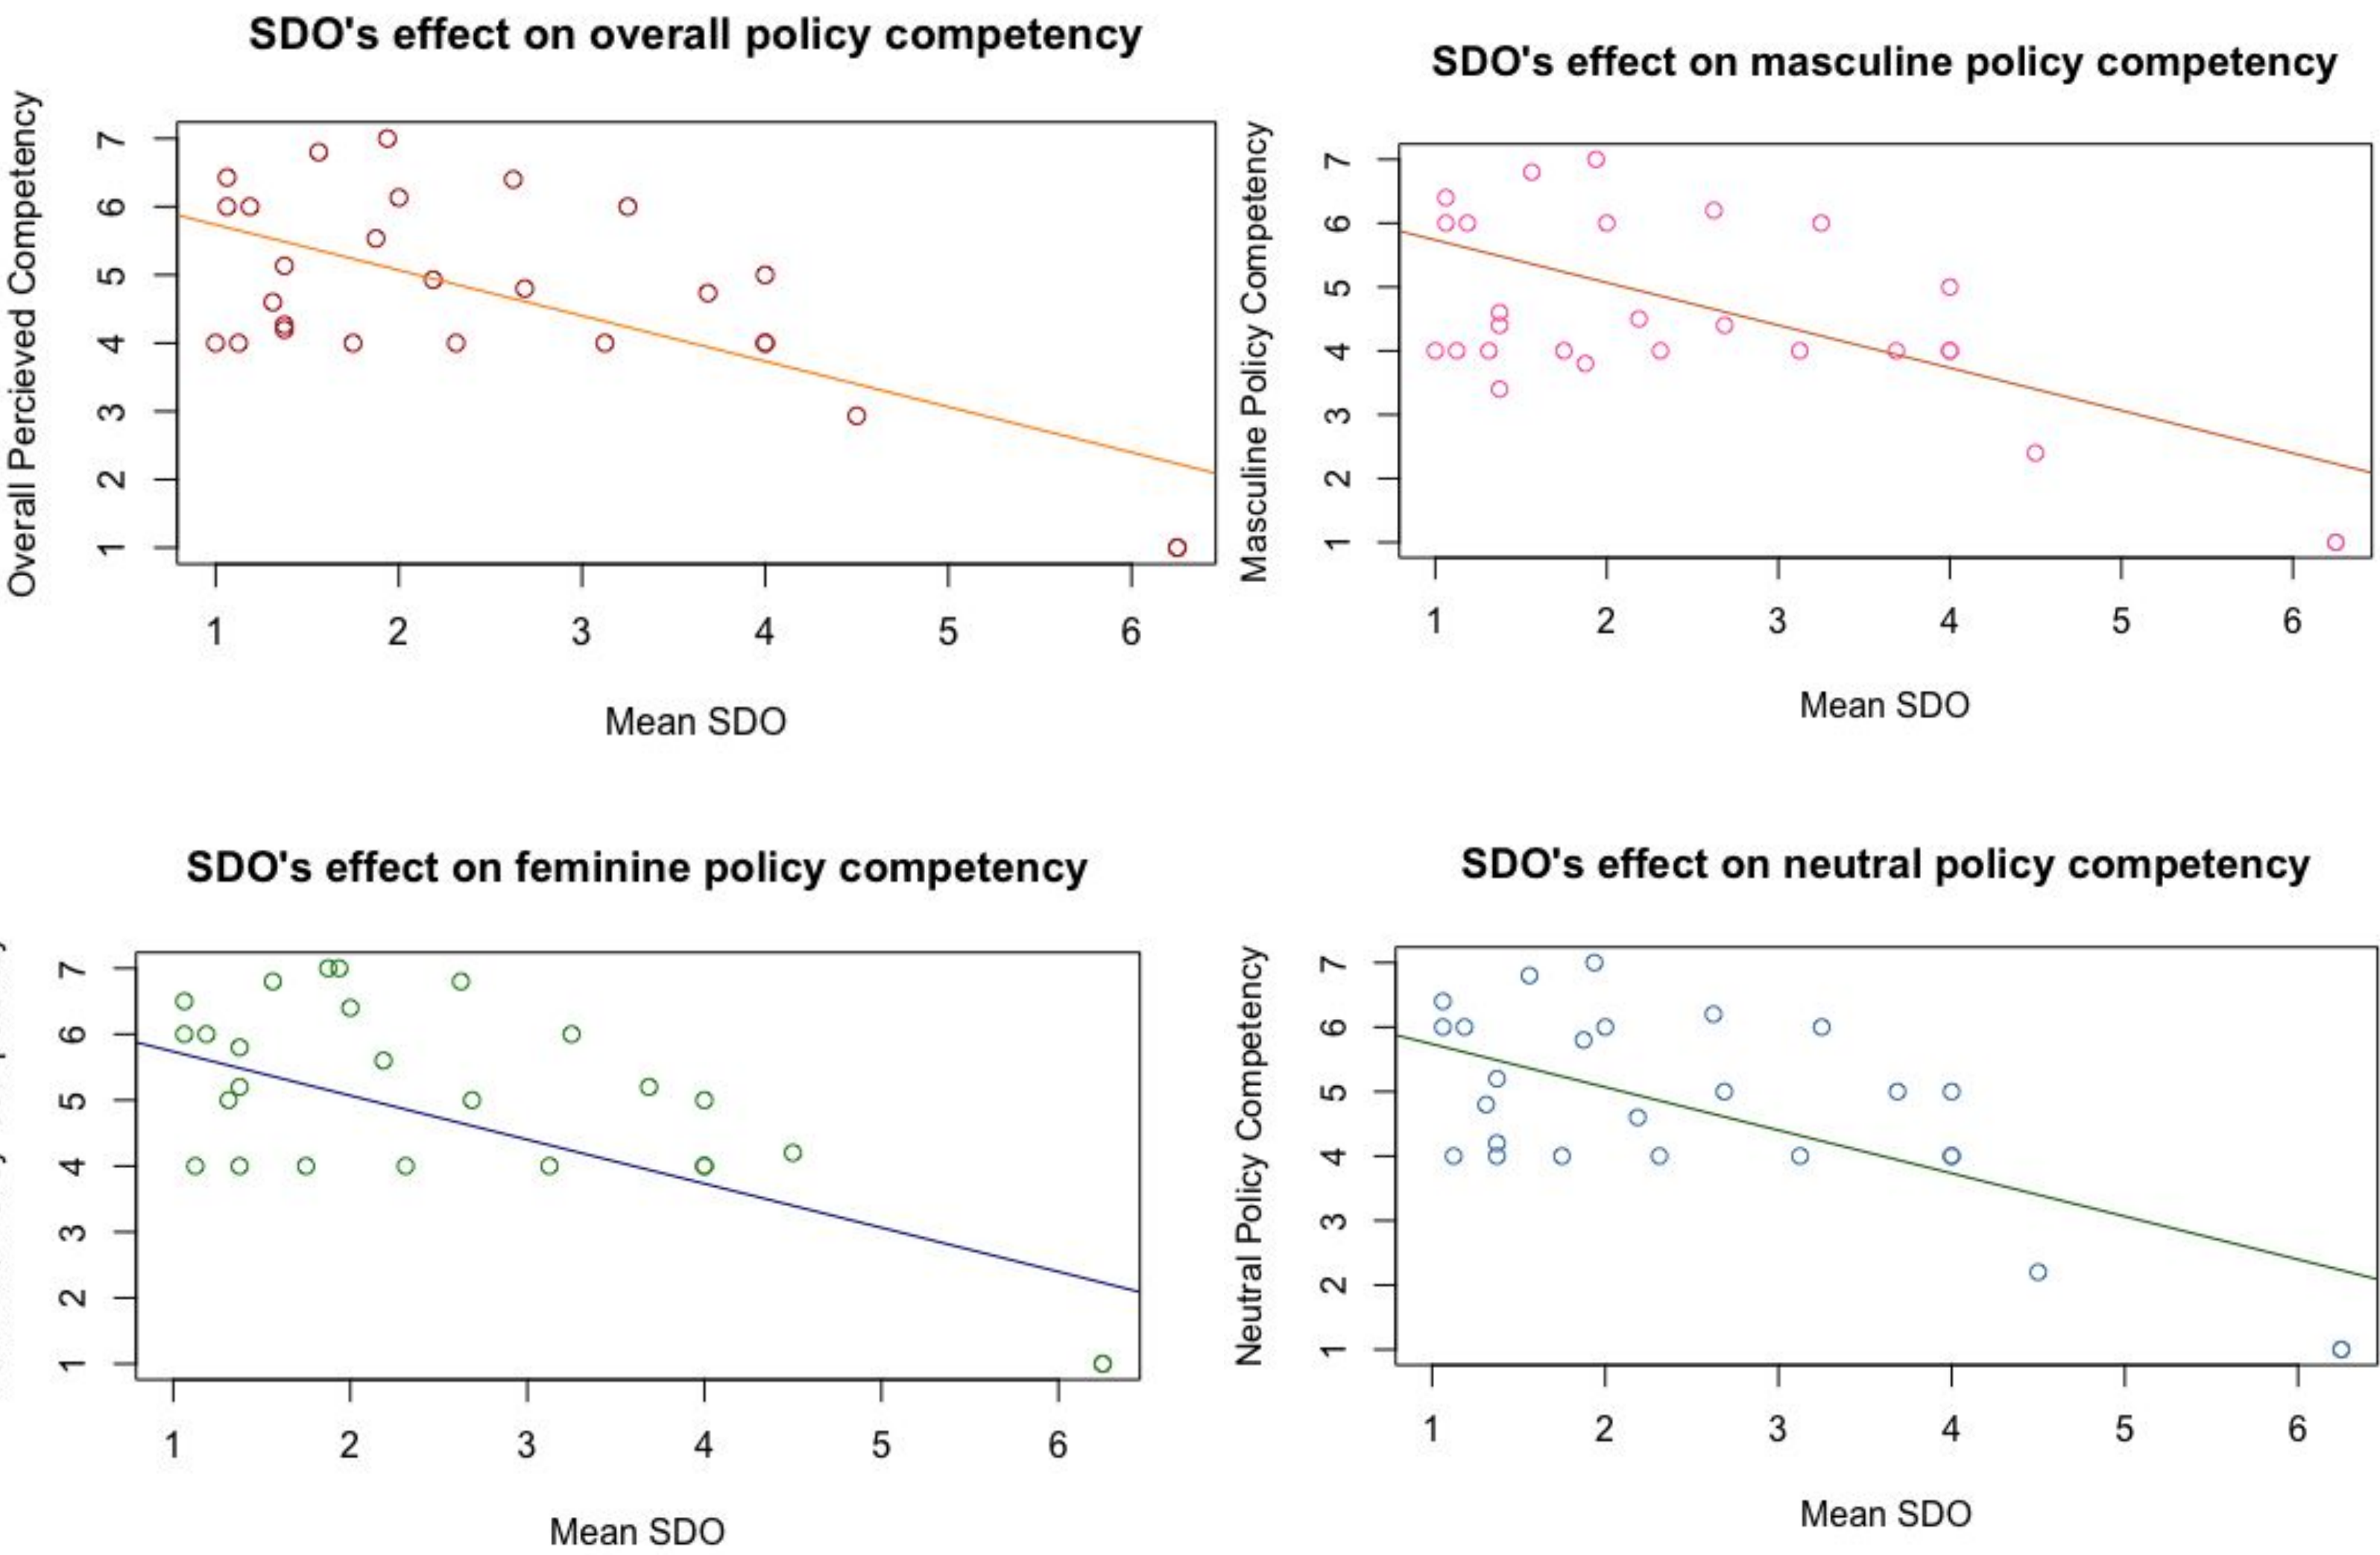 SDO's effect on overall policy competency
Overall Percieved Competency
7
6
5
4
3
2
1
1 2 3 4 5 6
Mean SDO
SDO's effect on masculine policy competency
Masculine Policy Competency
7
6
5
4
3
2
1
1 2 3 4 5 6
Mean SDO
SDO's effect on feminine policy competency
7
6
5
4
3
2
1
1 2 3 4 5 6
Mean SDO
SDO's effect on neutral policy competency
Neutral Policy Competency
7
6
5
4
3
2
1
1 2 3 4 5 6
Mean SDO